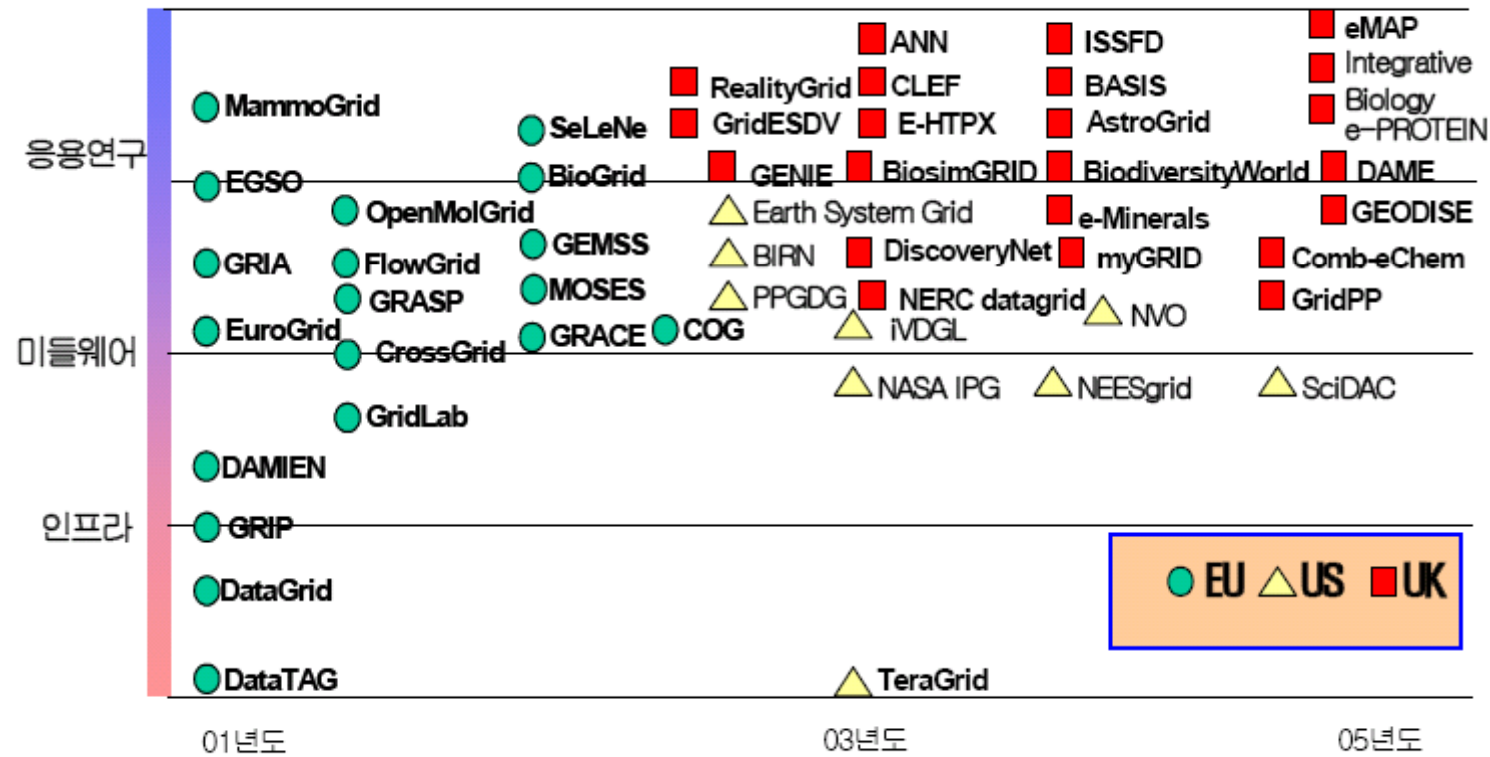 eMAP
ANN
ISSFD
Integrative
RealityGrid
CLEF
BASIS
MammoGrid
Biology
SeLeNe
GridESDV
E-HTPX
AstroGrid
e-PROTEIN
응용연구
EGSO
BioGrid
GENIE
BiosimGRID
BiodiversityWorld
DAME
OpenMolGrid
Earth System Grid
e-Minerals
GEODISE
GRIA
FlowGrid
GEMSS
BIRN
DiscoveryNet
myGRID
Comb-eChem
GRASP
MOSES
PPGDG
NERC datagrid
NVO
GridPP
EuroGrid
GRACE
COG
iVDGL
미들웨어
CrossGrid
NASA IPG
NEESgrid
SciDAC
GridLab
DAMIEN
인프라
GRIP
DataGrid
EU
US
UK
DataTAG
TeraGrid
01년도
03년도
05년도